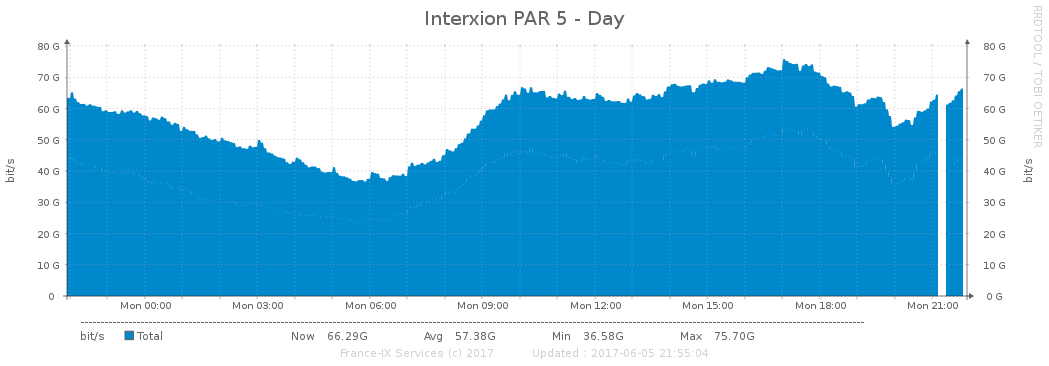 Interxion PAR 5 - Day
RRDTOOL / TOBI OETIKER
bit/s
80 G 80 G
70 G 70 G
60 G 60 G
50 G 50 G
40 G 40 G
30 G 30 G
20 G 20 G
10 G 10 G
0 0 G
bit/s
Mon 00:00 Mon 03:00 Mon 06:00 Mon 09:00 Mon 12:00 Mon 15:00 Mon 18:00 Mon 21:00
bit/s Total Now 66.29G Avg 57.38G Min 36.58G Max 75.70G
France-IX Services (c) 2017 Updated : 2017-06-05 21:55:04